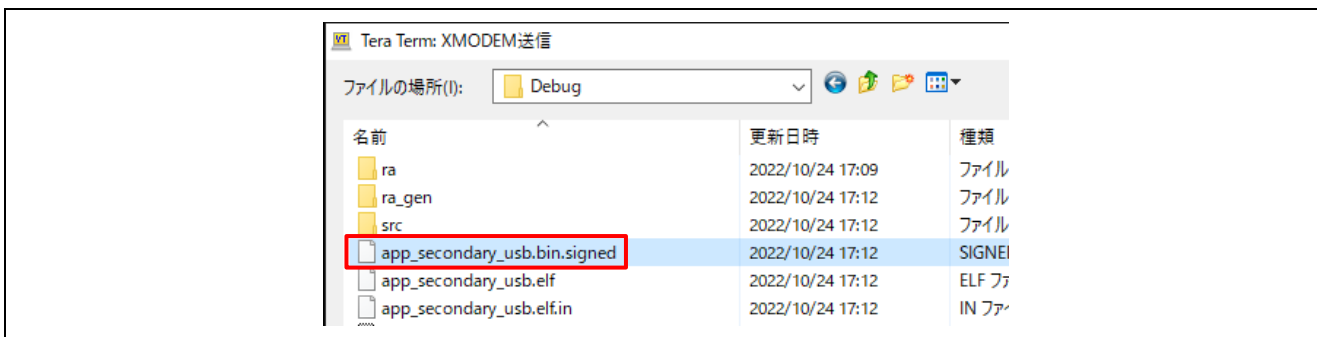 Tera Term: XMODEM送信
ファイルの場所(I): Debug
名前 更新日時 種類
ra 2022/10/24 17:09 ファイル
ra_gen 2022/10/24 17:12 ファイル
src 2022/10/24 17:12 ファイル
app_secondary_usb.bin.signed 2022/10/24 17:12 SIGNE
app_secondary_usb.elf 2022/10/24 17:12 ELF ファ
app_secondary_usb.elf.in 2022/10/24 17:12 IN ファ